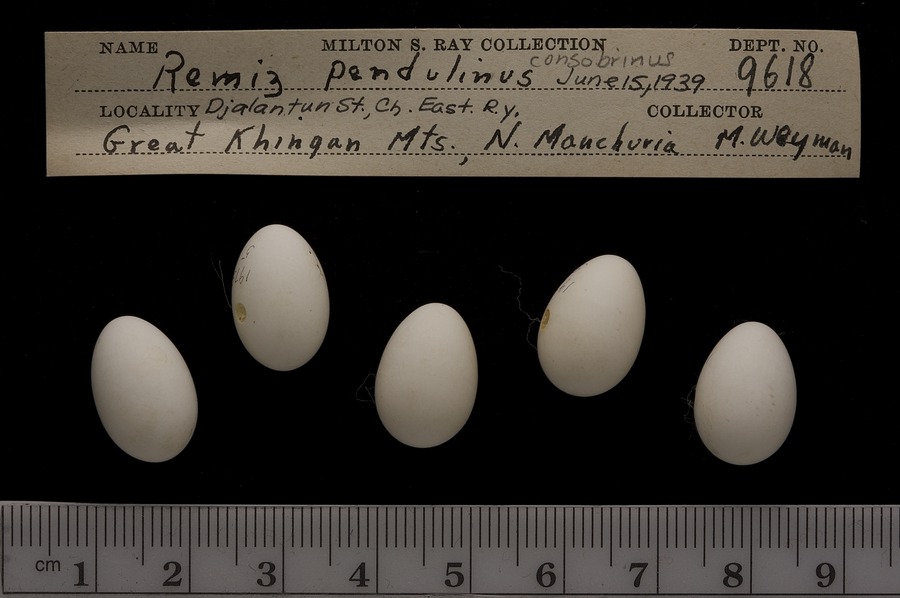 NAME MILTON S. RAY COLLECTION DEPT. NO.
consobrinus
Remiz pendulinus June 15, 1939 9618
LOCALITY Djalantun St., Ch. East. R.y. COLLECTOR
Great Khingan Mts., N. Manchuria M. Weyman
cm 1 2 3 4 5 6 7 8 9